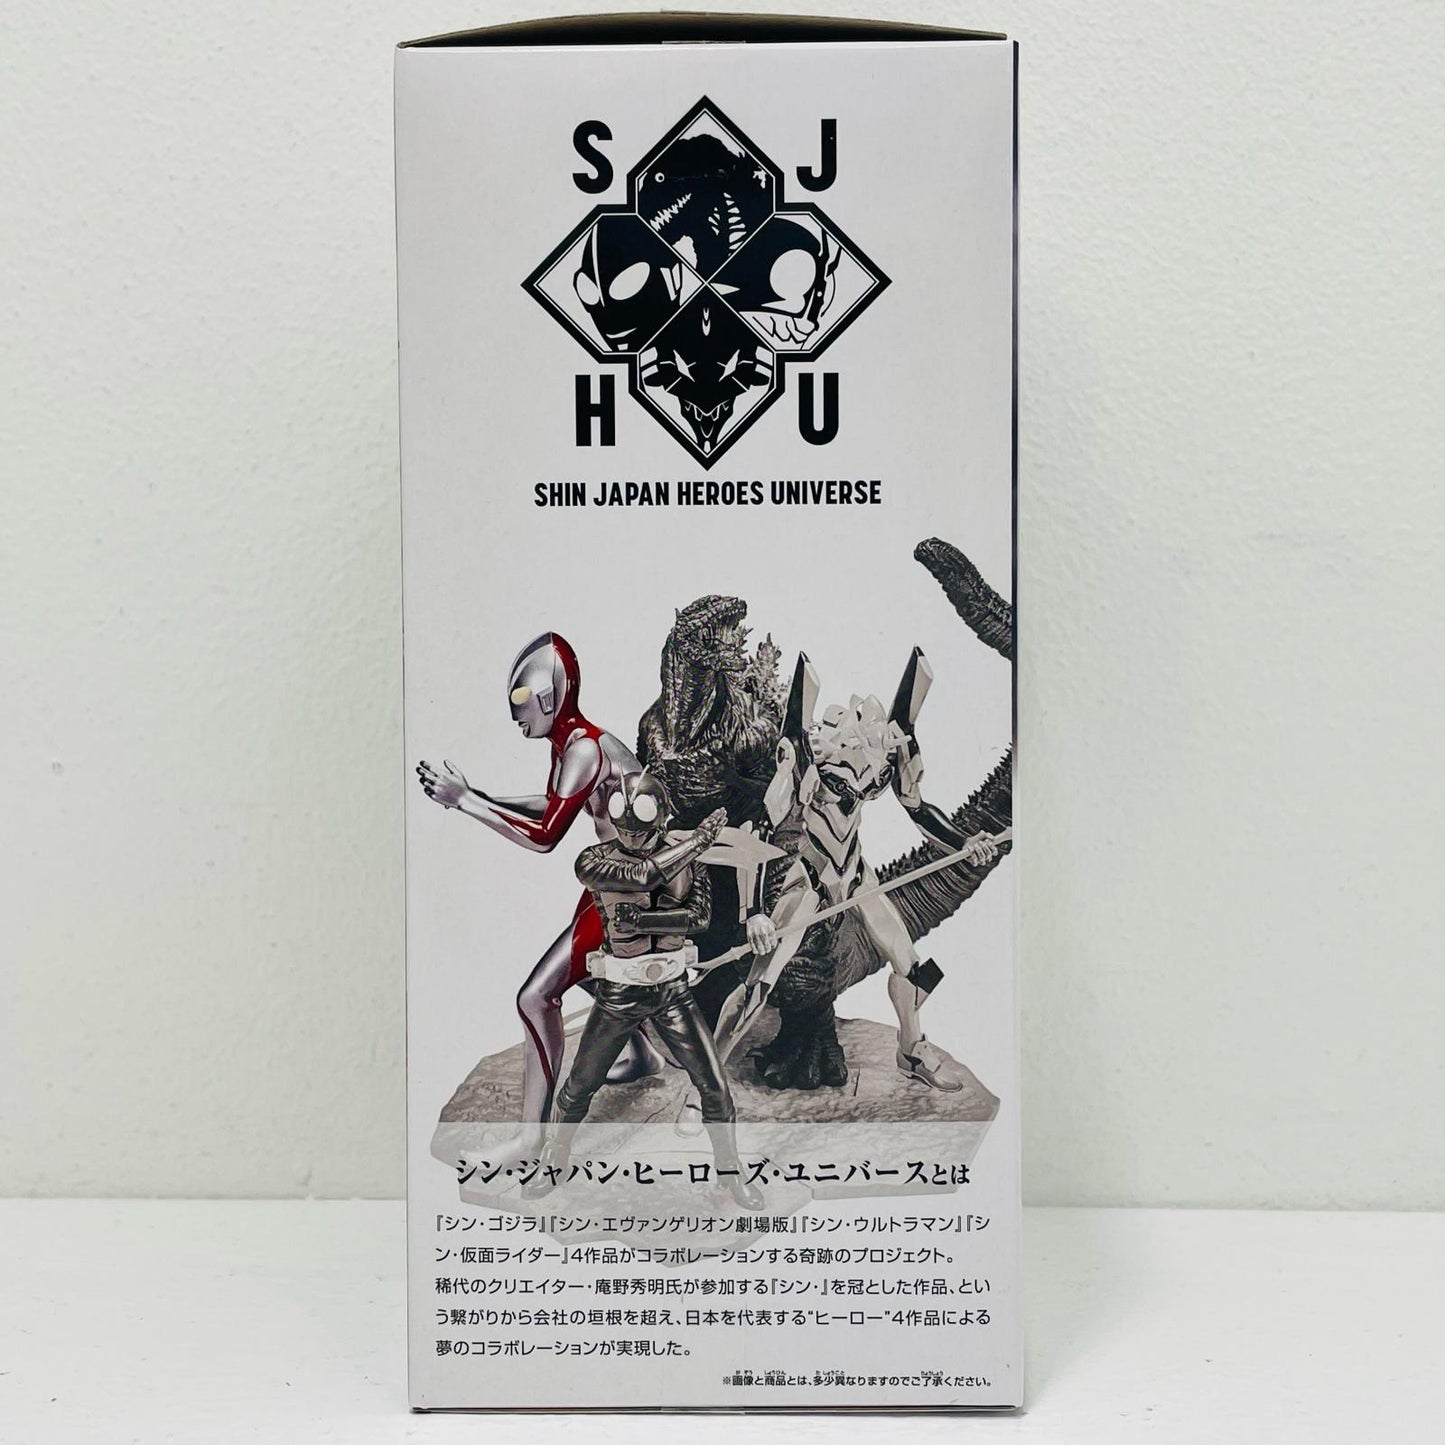 S J
H U
SHIN JAPAN HEROES UNIVERSE
シン・ジャパン・ヒーローズ・ユニバースとは
『シン・ゴジラ』『シン・エヴァンゲリオン劇場版』『シン・ウルトラマン』『シ
ン・仮面ライダー』4作品がコラボレーションする奇跡のプロジェクト。
稀代のクリエイター・庵野秀明氏が参加する『シン・』を冠とした作品、とい
う繋がりから会社の垣根を超え、日本を代表する"ヒーロー"4作品による
夢のコラボレーションが実現した。
※画像と商品とは、多少異なりますのでご了承ください。